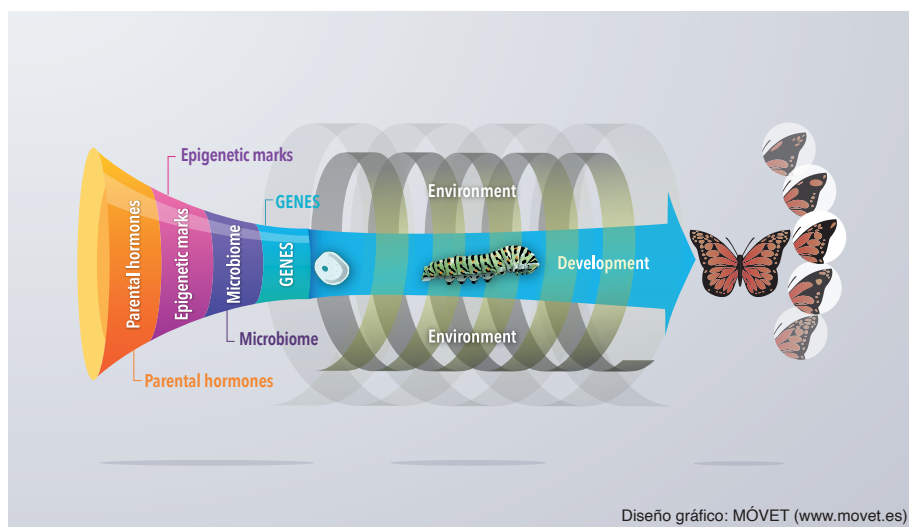 Epigenetic marks
GENES
Parental hormones
Epigenetic marks
Microbiome
GENES
Microbiome
Parental hormones
Environment
Development
Environment
Diseño gráfico: MÓVET (www.movet.es)